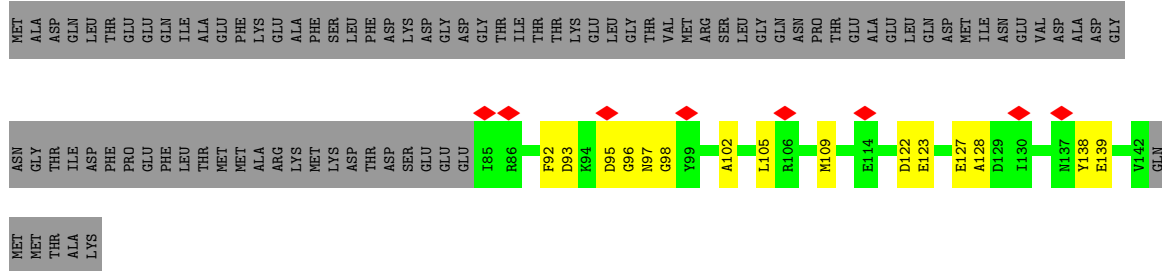 MET ALA ASP GLN LEU THR GLU GLU GLN ILE ALA GLU PHE LYS GLU ALA PHE SER LEU PHE ASP LYS ASP GLY ASP GLY THR ILE THR THR LYS GLU LEU GLY THR VAL MET ARG SER LEU GLY GLN ASN PRO THR GLU ALA GLU LEU GLN ASP MET ILE ASN GLU VAL ASP ALA ASP GLY
ASN GLY THR ILE ASP PHE PRO GLU PHE LEU THR MET MET ALA ARG LYS MET LYS ASP THR ASP SER GLU GLU GLU I85 R86 F92 D93 K94 D95 G96 N97 G98 Y99 A102 L105 R106 M109 E114 D122 E123 E127 A128 D129 I130 N137 Y138 E139 V142 GLN
MET MET THR ALA LYS